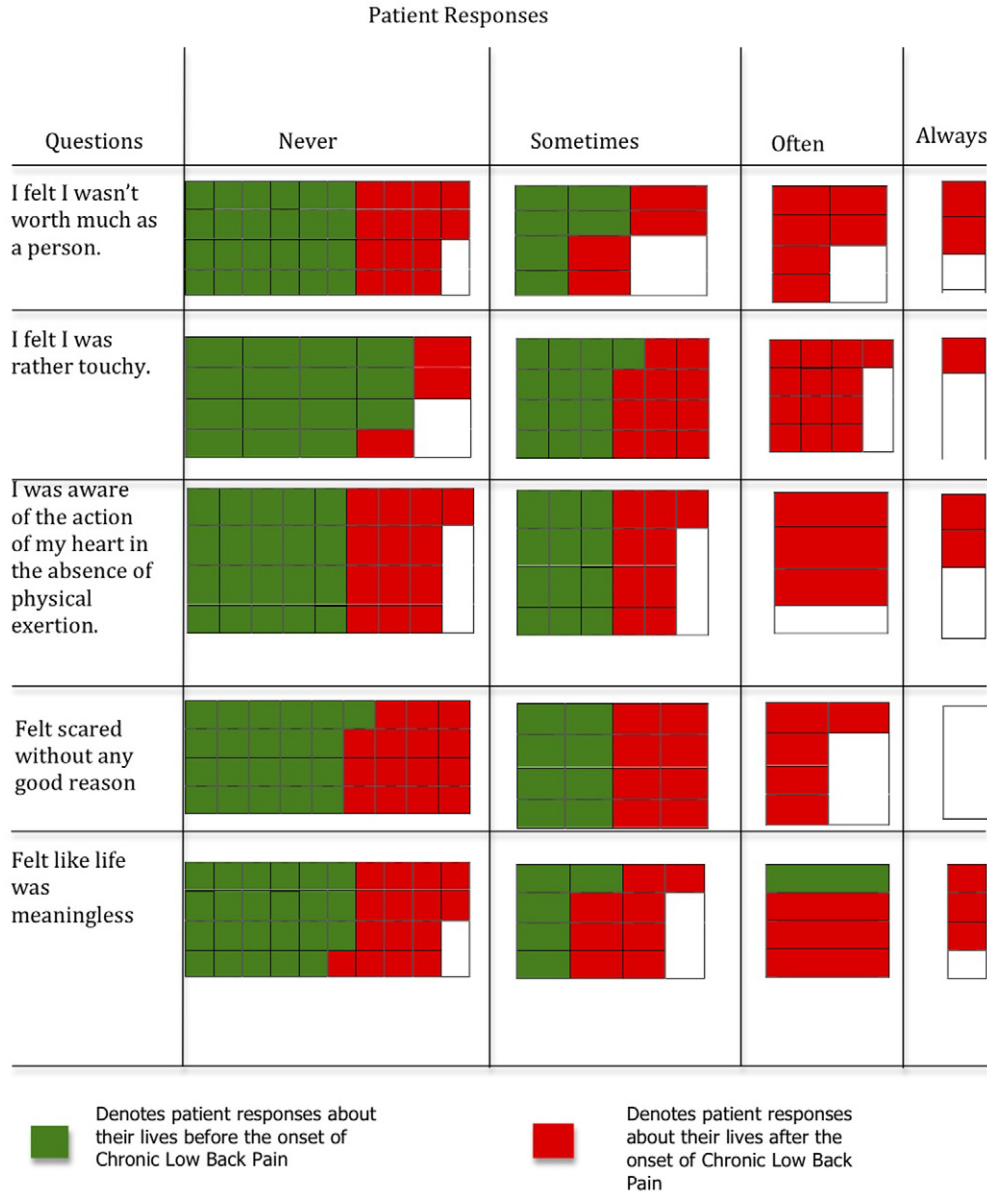 Patient Responses
Questions
Never
Sometimes
Often
Always
I felt I wasn’t
worth much as
a person.
I felt I was
rather touchy.
I was aware
of the action
of my heart in
the absence of
physical
exertion.
Felt scared
without any
good reason
Felt like life
was
meaningless
Denotes patient responses about
their lives before the onset of
Chronic Low Back Pain
Denotes patient responses
about their lives after the
onset of Chronic Low Back
Pain